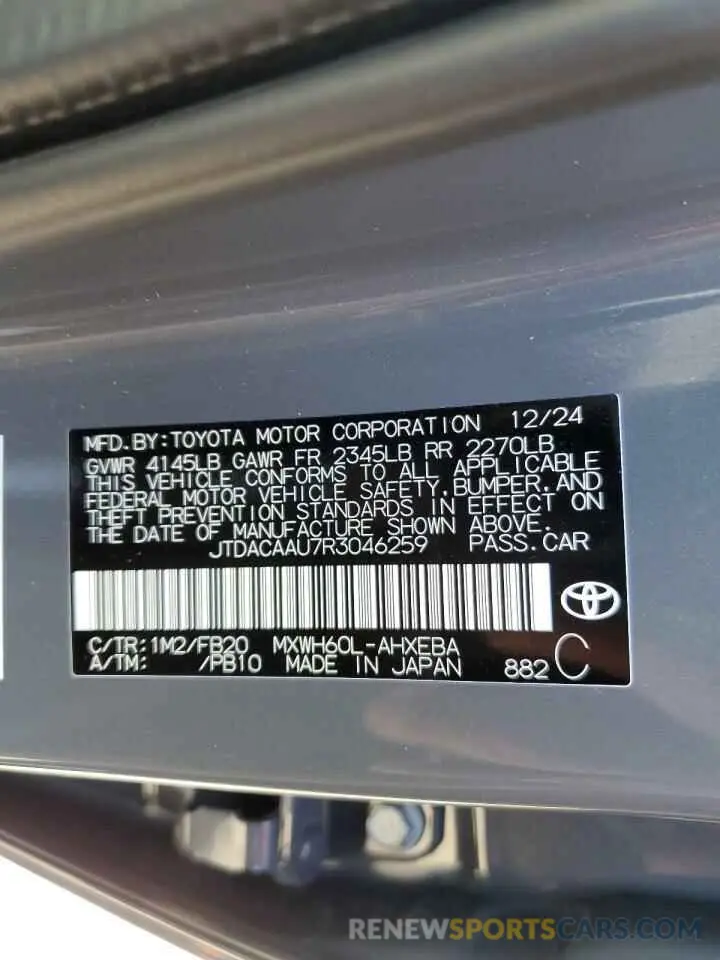 MFD.BY:TOYOTA MOTOR CORPORATION 12/24
GVWR 4145LB GAWR FR 2345LB RR 2270LB
THIS VEHICLE CONFORMS TO ALL APPLICABLE
FEDERAL MOTOR VEHICLE SAFETY,BUMPER,AND
THEFT PREVENTION STANDARDS IN EFFECT ON
THE DATE OF MANUFACTURE SHOWN ABOVE.
JTDACAAU7R3046259 PASS.CAR
C/TR:1M2/FB20 MXWH60L-AHXEBA
A/TM: /PB10 MADE IN JAPAN 882 C
RENEWSPORTSCARS.COM